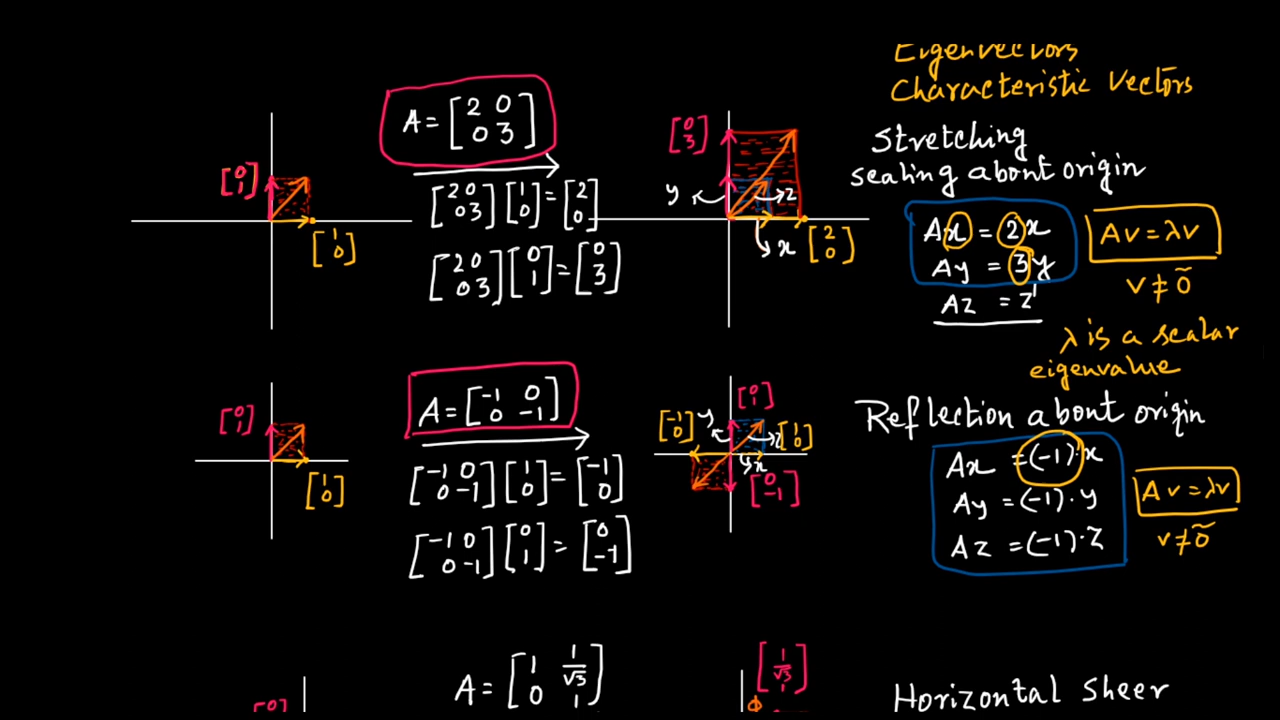 Eigenvectors
Characteristic Vectors
A = [2 0; 0 3]
Stretching
scaling about origin
[0; 1]
[1; 0]
[2 0; 0 3] [1; 0] = [2; 0]
[2 0; 0 3] [0; 1] = [0; 3]
[0; 3]
y
z
x
[2; 0]
Ax = 2x
Ay = 3y
Az = z'
Av = λv
v ≠ 0̃
λ is a scalar
eigenvalue
A = [-1 0; 0 -1]
Reflection about origin
[0; 1]
[1; 0]
[-1 0; 0 -1] [1; 0] = [-1; 0]
[-1 0; 0 -1] [0; 1] = [0; -1]
[0; 1]
[-1; 0]
y
z
[1; 0]
x
[0; -1]
Ax = (-1)·x
Ay = (-1)·y
Az = (-1)·z
Av = λv
v ≠ 0̃
A = [1 1/√3; 0 1]
[1/√3; 1]
Φ
Horizontal Sheer